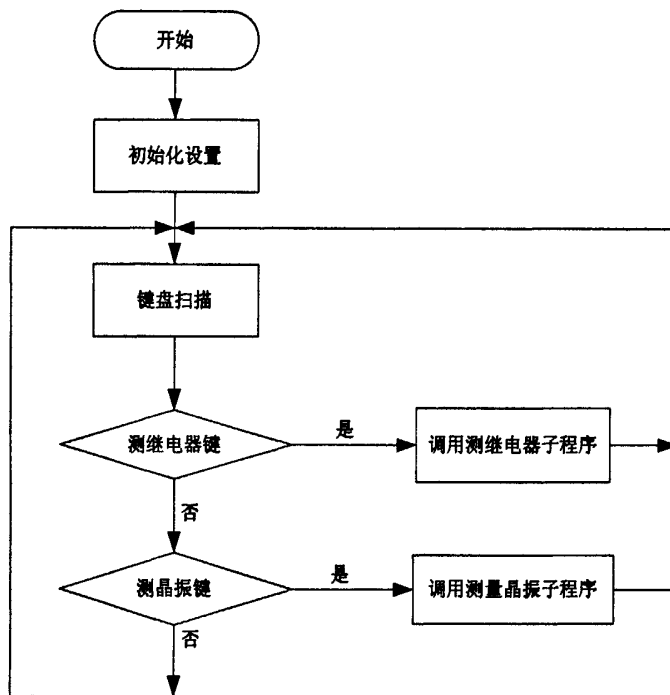 开始
初始化设置
键盘扫描
测继电器键
是
调用测继电器子程序
否
测晶振键
是
调用测量晶振子程序
否